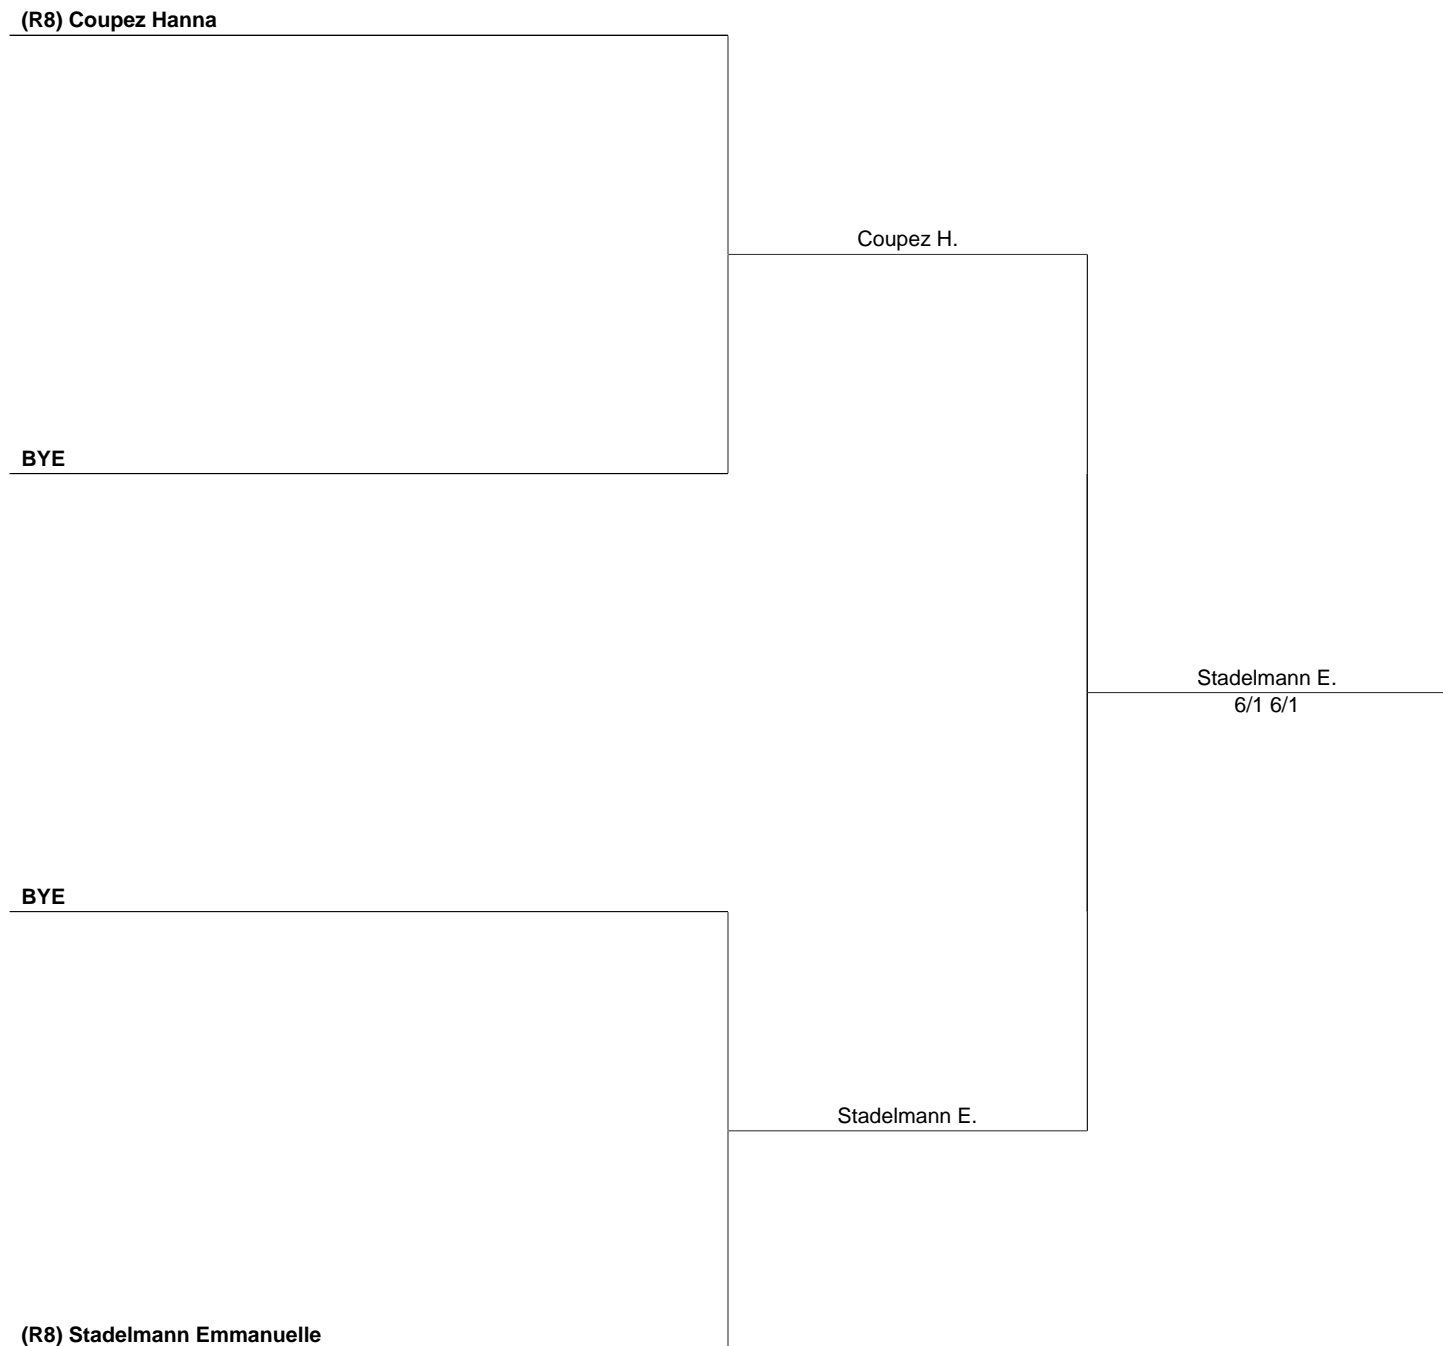 (R8) Coupez Hanna
Coupez H.
BYE
Stadelmann E.
6/1 6/1
BYE
Stadelmann E.
(R8) Stadelmann Emmanuelle